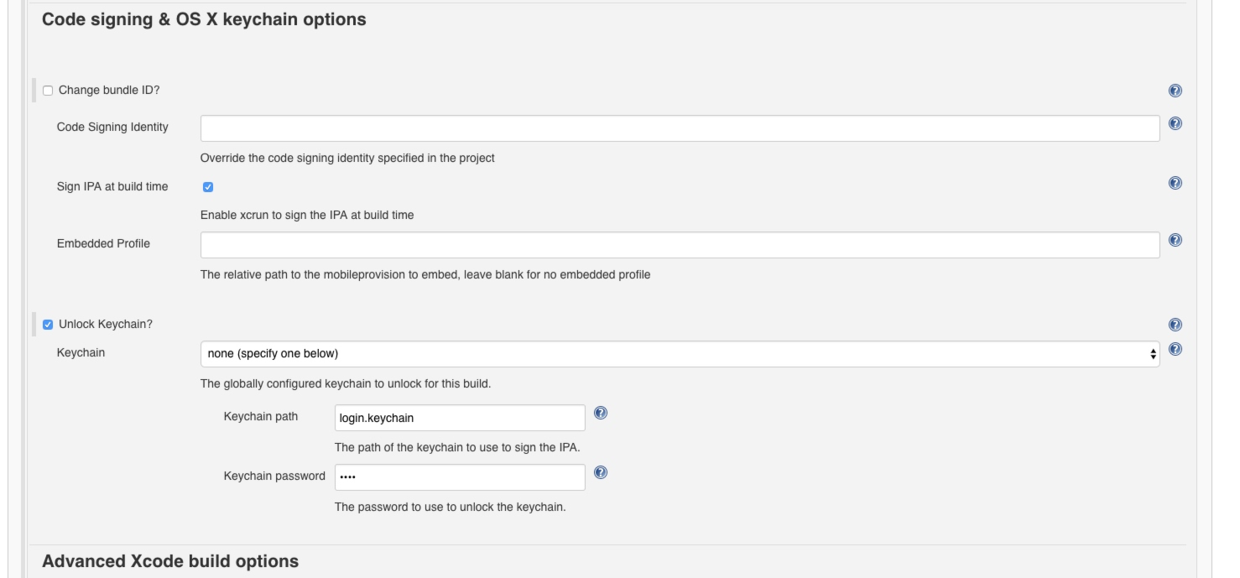 Code signing & OS X keychain options
Change bundle ID?
Code Signing Identity
Override the code signing identity specified in the project
Sign IPA at build time
Enable xcrun to sign the IPA at build time
Embedded Profile
The relative path to the mobileprovision to embed, leave blank for no embedded profile
Unlock Keychain?
Keychain
none (specify one below)
The globally configured keychain to unlock for this build.
Keychain path
login.keychain
The path of the keychain to use to sign the IPA.
Keychain password
••••
The password to use to unlock the keychain.
Advanced Xcode build options